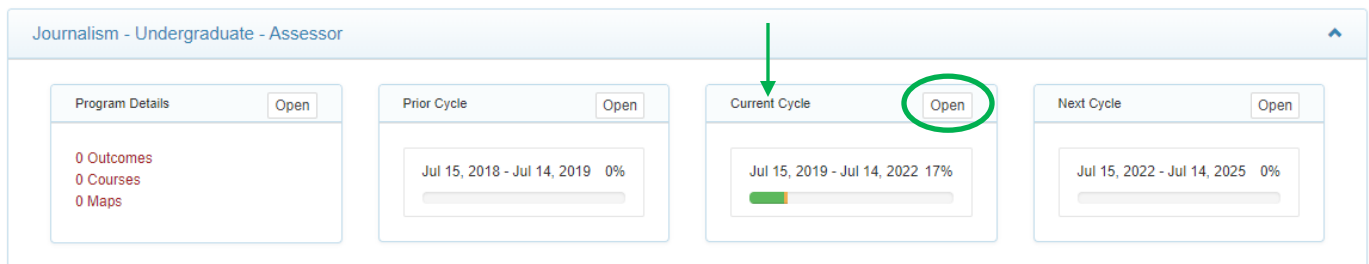 Journalism - Undergraduate - Assessor
Program Details
Open
0 Outcomes
0 Courses
0 Maps
Prior Cycle
Open
Jul 15, 2018 - Jul 14, 2019 0%
Current Cycle
Open
Jul 15, 2019 - Jul 14, 2022 17%
Next Cycle
Open
Jul 15, 2022 - Jul 14, 2025 0%